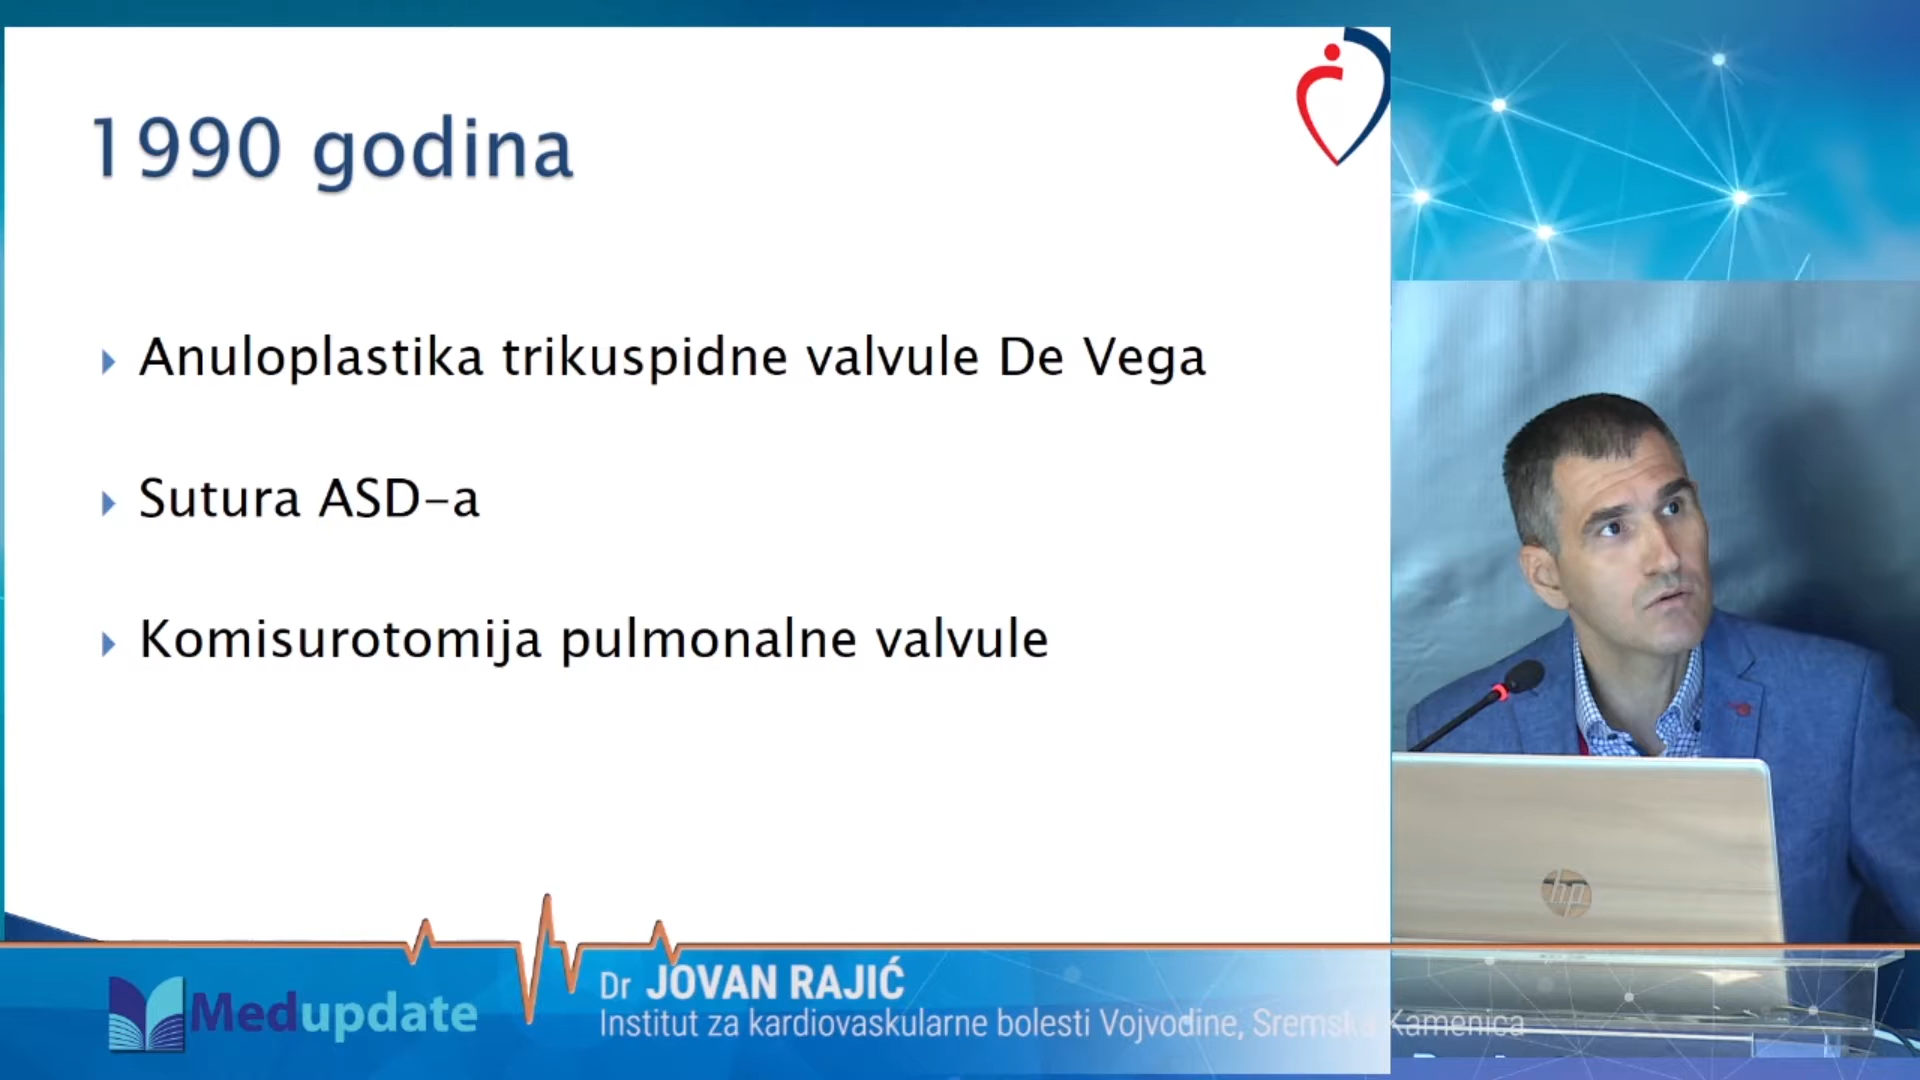 1990 godina
Anuloplastika trikuspidne valvule De Vega
Sutura ASD-a
Komisurotomija pulmonalne valvule
hp
Medupdate
Dr JOVAN RAJIĆ
Institut za kardiovaskularne bolesti Vojvodine, Sremska Kamenica